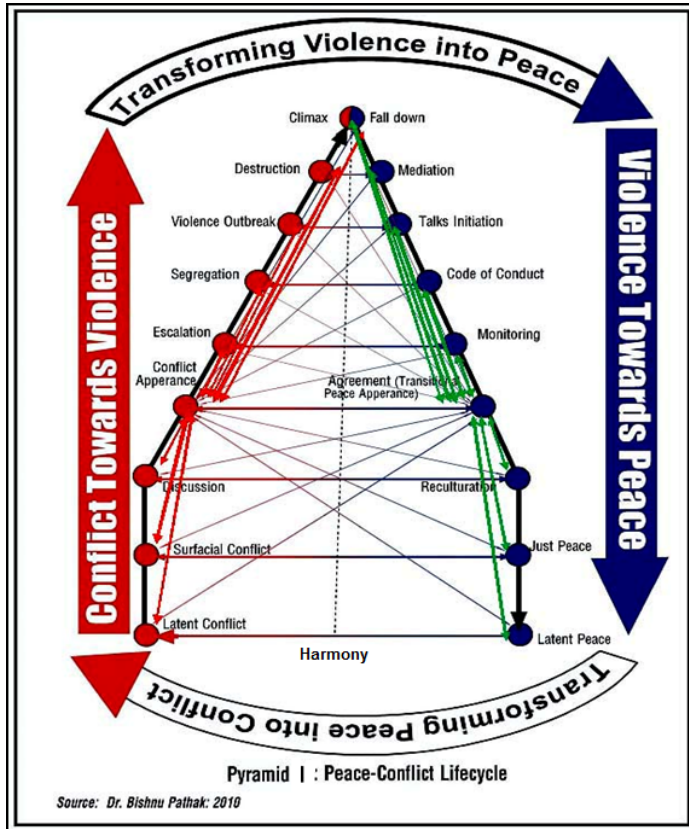 Transforming Violence into Peace
Climax
Fall down
Destruction
Mediation
Violence Outbreak
Talks Initiation
Segregation
Code of Conduct
Escalation
Monitoring
Conflict
Apperance
Agreement (Transitional
Peace Apperance)
Discussion
Reculturation
Surfacial Conflict
Just Peace
Latent Conflict
Latent Peace
Harmony
Conflict Towards Violence
Violence Towards Peace
Transforming Peace into Conflict
Pyramid I : Peace-Conflict Lifecycle
Source: Dr. Bishnu Pathak: 2010